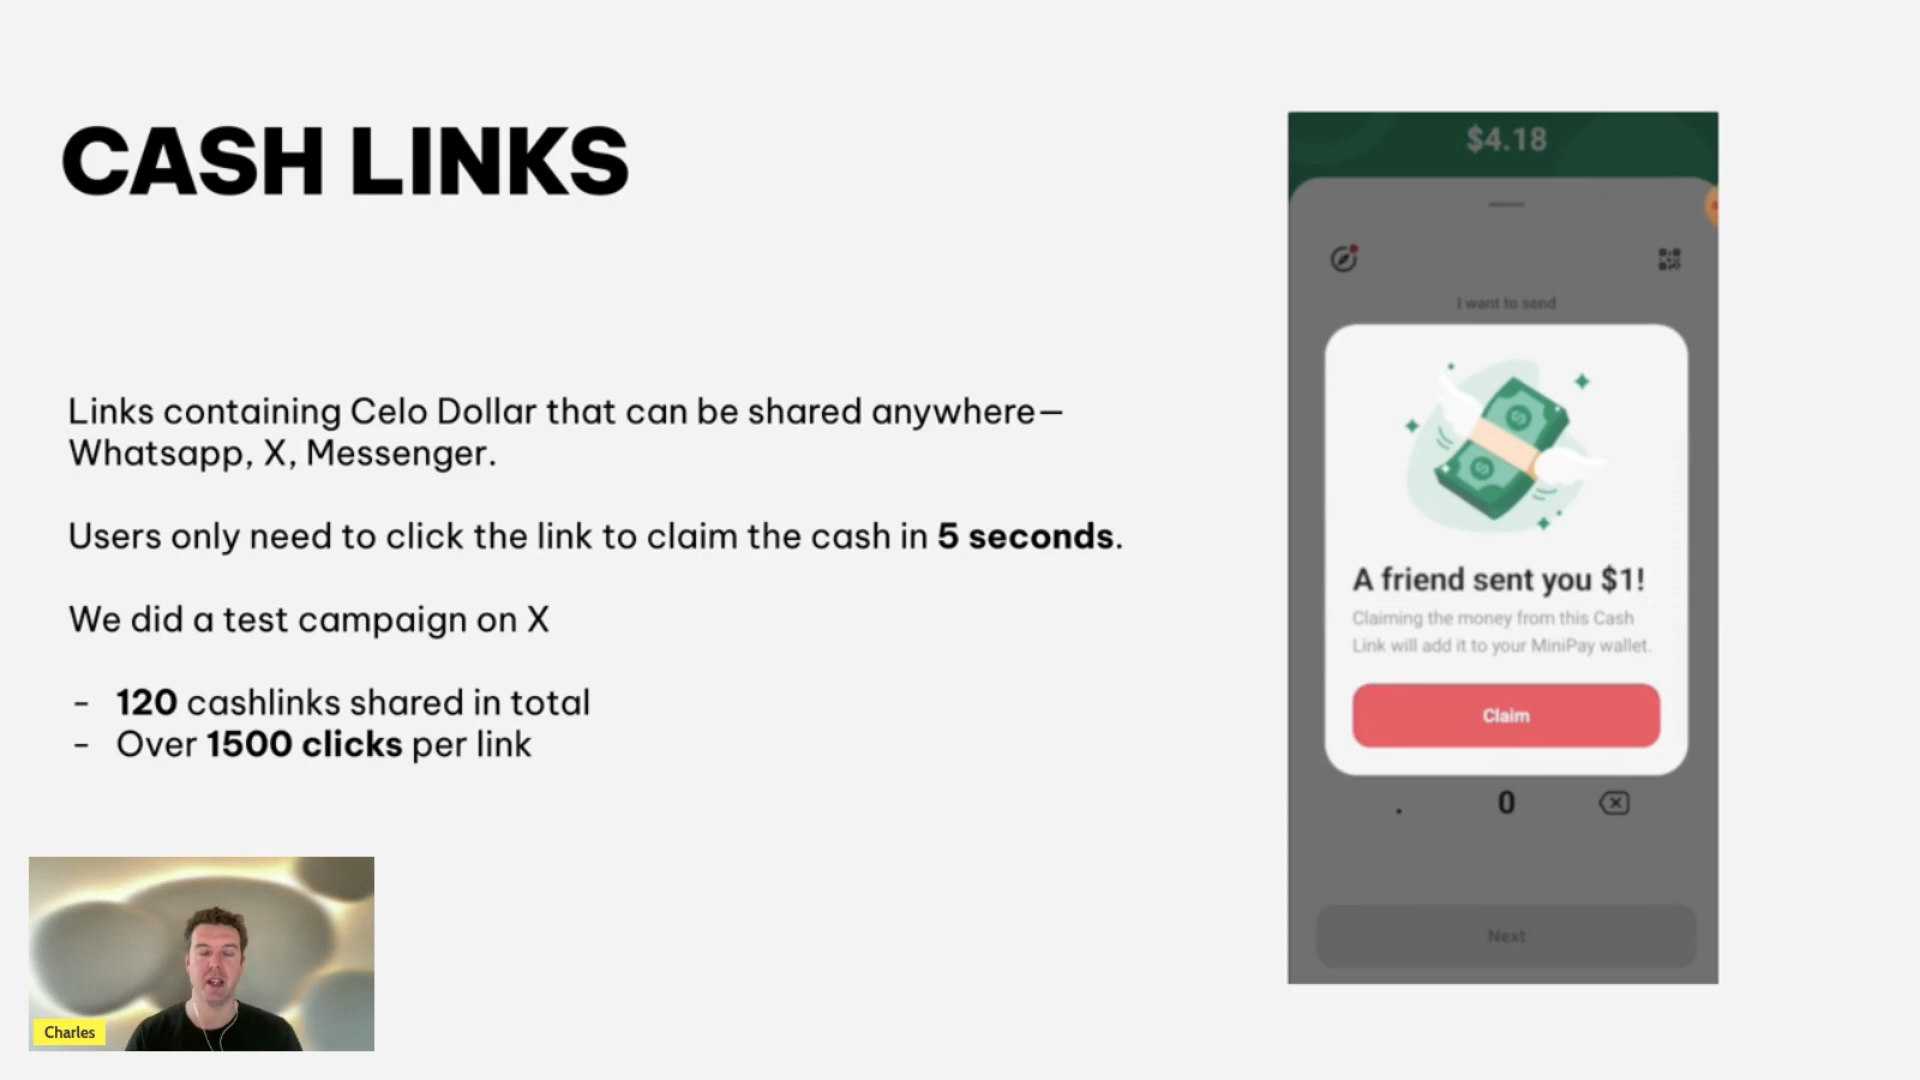 CASH LINKS
Links containing Celo Dollar that can be shared anywhere—
Whatsapp, X, Messenger.
Users only need to click the link to claim the cash in 5 seconds.
We did a test campaign on X
- 120 cashlinks shared in total
- Over 1500 clicks per link
$4.18
I want to send
A friend sent you $1!
Claiming the money from this Cash
Link will add it to your MiniPay wallet.
Claim
. 0
Next
Charles